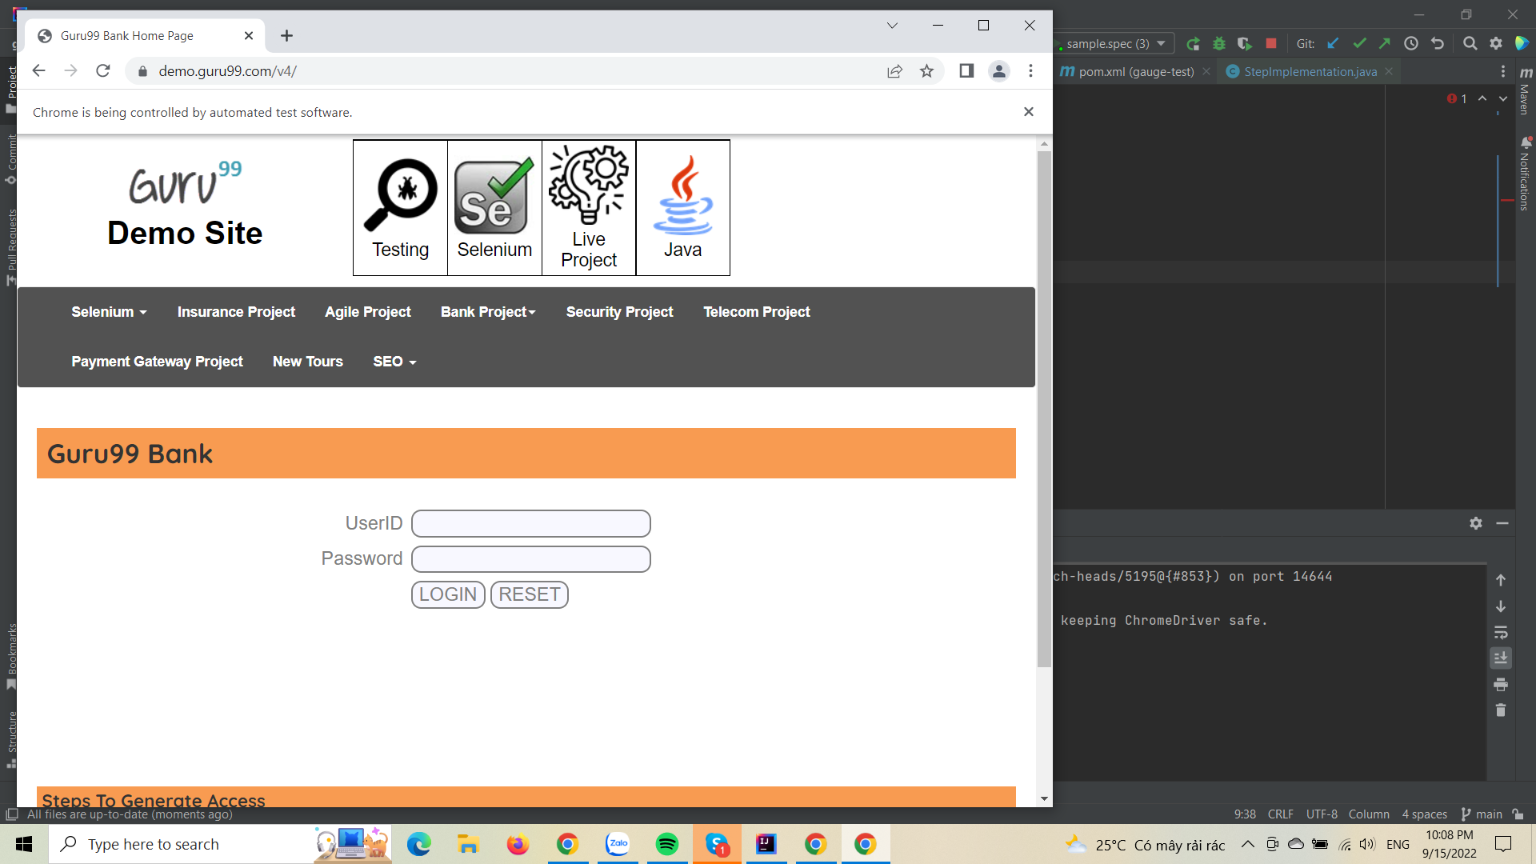 Guru99 Bank Home Page
demo.guru99.com/v4/
Chrome is being controlled by automated test software.
Guru99
Demo Site
Testing
Se
Selenium
Live
Project
Java
Selenium
Insurance Project
Agile Project
Bank Project
Security Project
Telecom Project
Payment Gateway Project
New Tours
SEO
Guru99 Bank
UserID
Password
LOGIN
RESET
Steps To Generate Access
sample.spec (3)
Git:
m pom.xml (gauge-test)
C StepImplementation.java
1
Project
Commit
Pull Requests
Bookmarks
Structure
m
Maven
Notifications
ch-heads/5195@{#853}) on port 14644
keeping ChromeDriver safe.
All files are up-to-date (moments ago)
9:38 CRLF UTF-8 Column 4 spaces main
Type here to search
Zalo
1
IJ
25°C Có mây rải rác
ENG
10:08 PM
9/15/2022